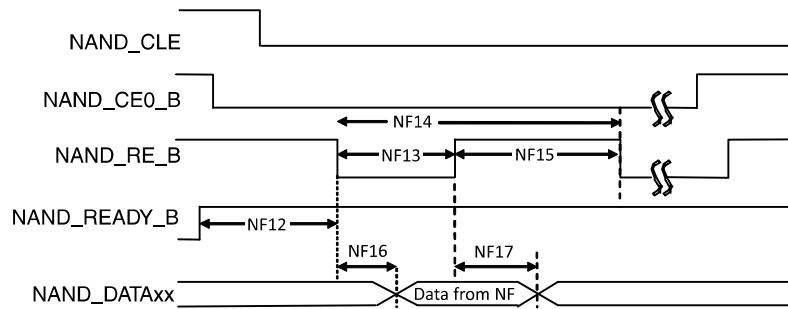 NAND_CLE
NAND_CE0_B
NF14
NAND_RE_B
NF13
NF15
NAND_READY_B
NF12
NF16
NF17
NAND_DATAxx
Data from NF